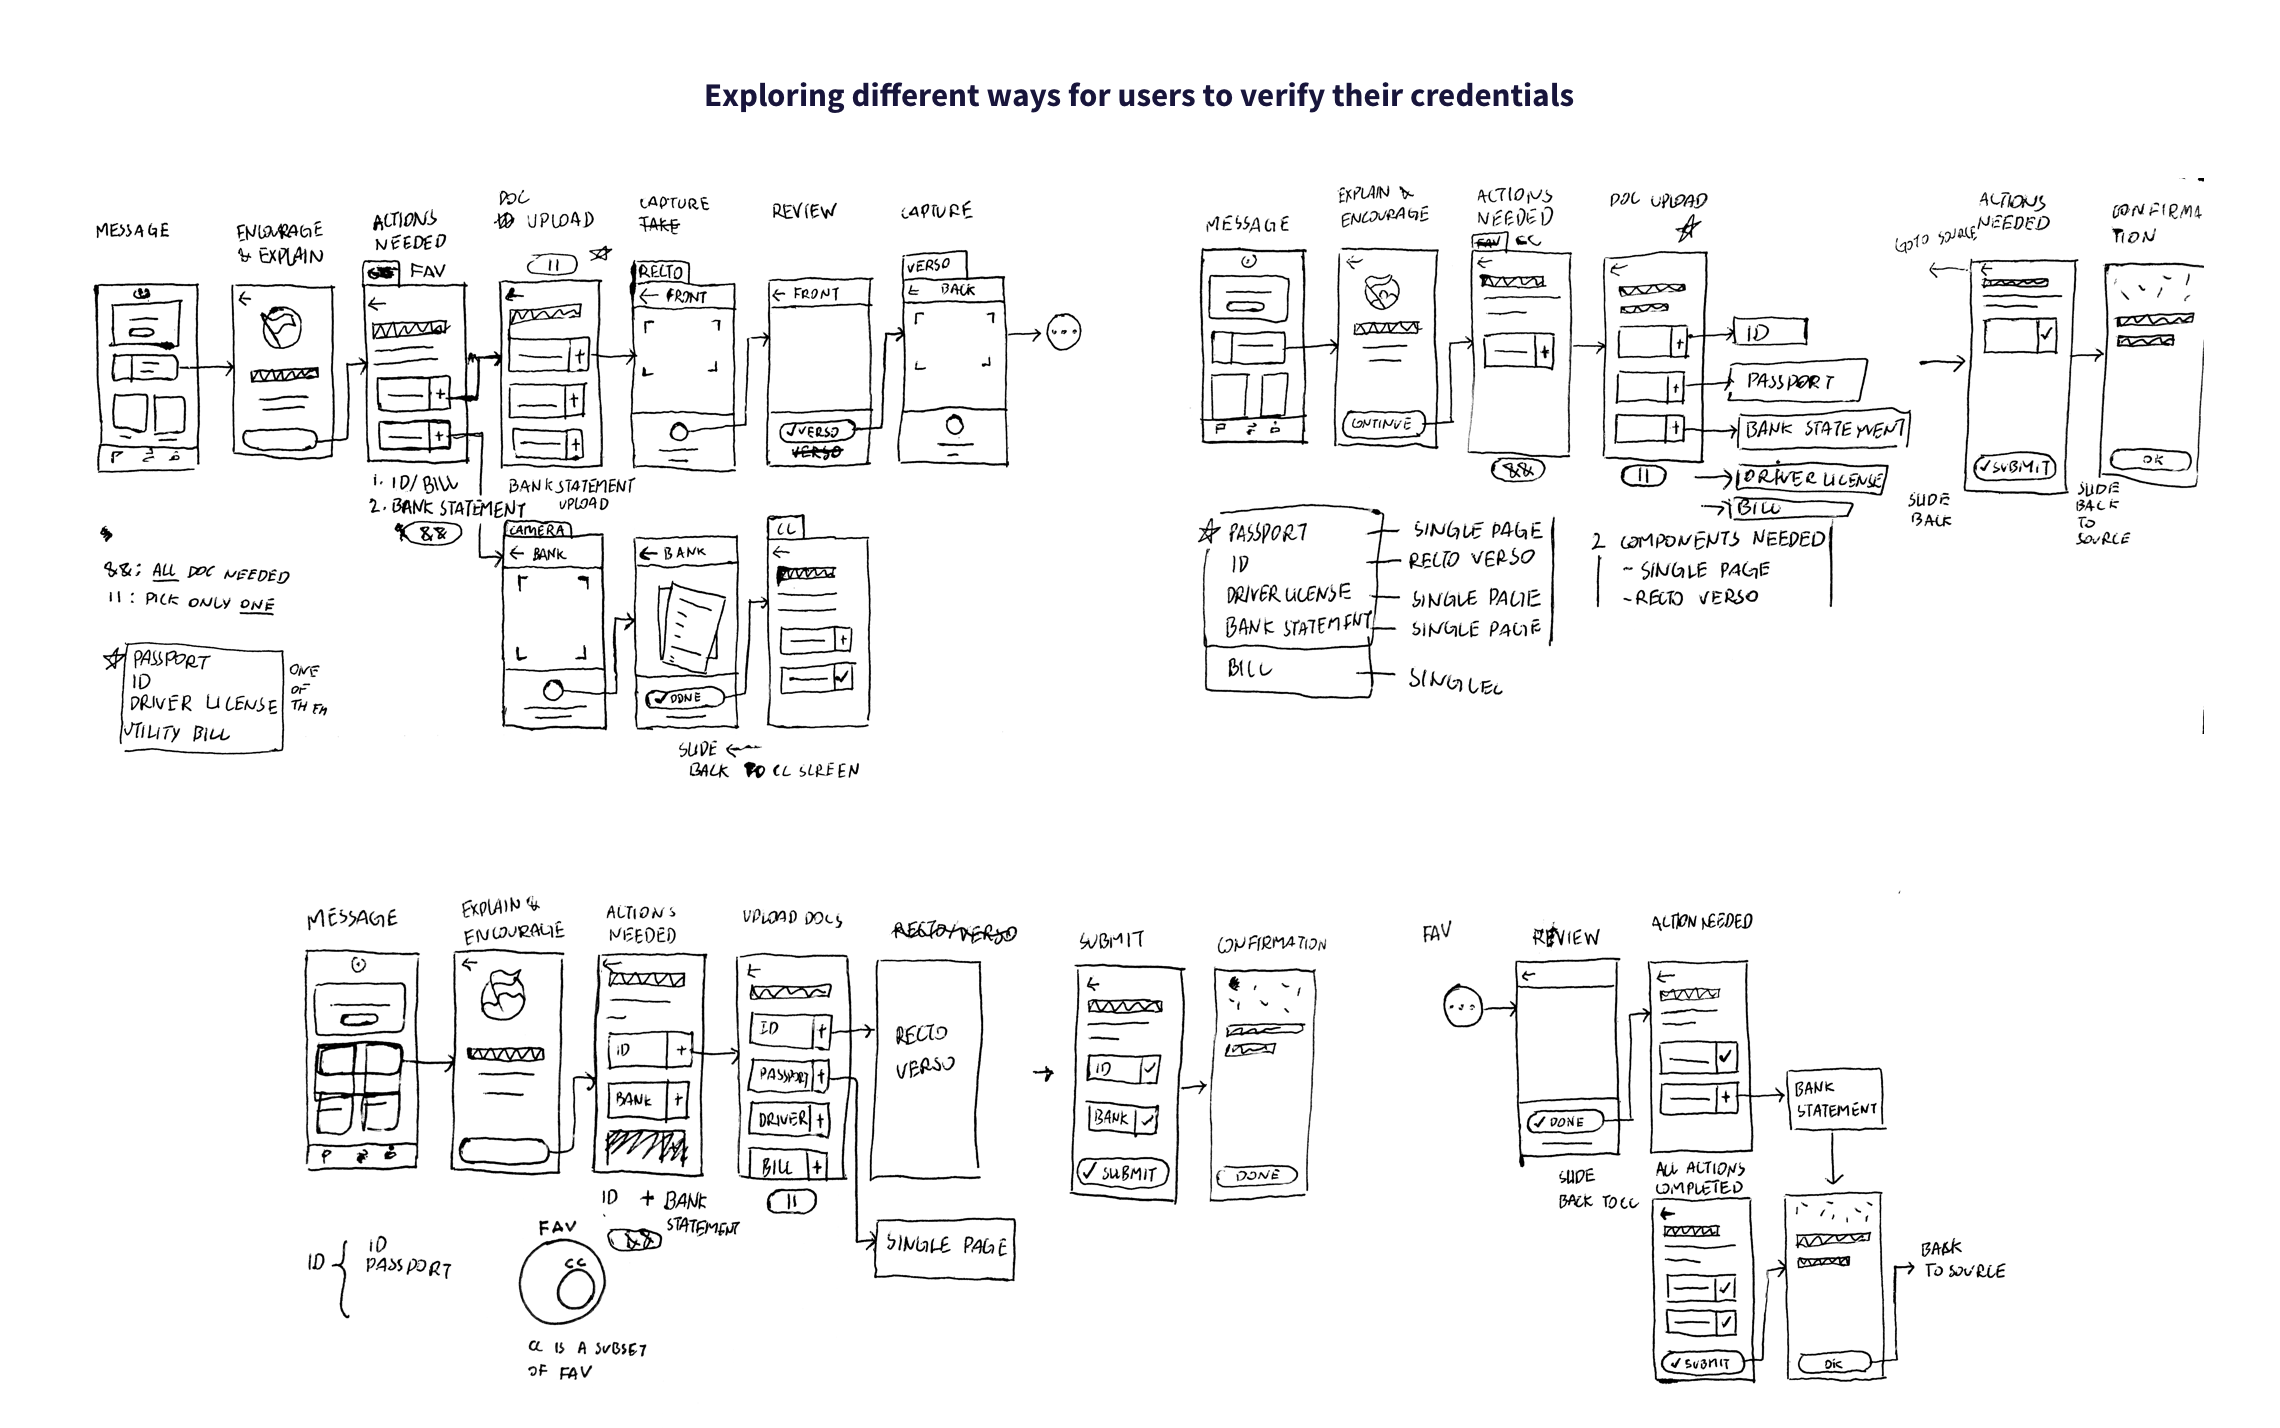 Exploring different ways for users to verify their credentials
MESSAGE
ENCOURAGE
& EXPLAIN
ACTIONS
NEEDED
FAV
DOC
UPLOAD
||
CAPTURE
TAKE
RECTO
← FRONT
REVIEW
← FRONT
✓VERSO
VERSO
CAPTURE
VERSO
← BACK
...
1. ID/BILL
2. BANK STATEMENT
&&
BANK STATEMENT
UPLOAD
CAMERA
← BANK
← BANK
✓ DONE
CC
SLIDE ←
BACK TO CC SCREEN
&&: ALL DOC NEEDED
||: PICK ONLY ONE
PASSPORT
ID
DRIVER LICENSE
UTILITY BILL
ONE
OF
THEM
MESSAGE
EXPLAIN &
ENCOURAGE
CONTINUE
ACTIONS
NEEDED
FAV CC
&&
DOC UPLOAD
||
ID
PASSPORT
BANK STATEMENT
DRIVER LICENSE
BILL
GOTO SOURCE
ACTIONS
NEEDED
✓SUBMIT
SLIDE
BACK
CONFIRMA
TION
OK
SLIDE
BACK
TO
SOURCE
PASSPORT — SINGLE PAGE
ID — RECTO VERSO
DRIVER LICENSE — SINGLE PAGE
BANK STATEMENT — SINGLE PAGE
BILL — SINGLE
2 COMPONENTS NEEDED
- SINGLE PAGE
- RECTO VERSO
MESSAGE
EXPLAIN &
ENCOURAGE
ACTIONS
NEEDED
ID +
BANK +
ID + BANK
STATEMENT
&&
UPLOAD DOCS
ID +
PASSPORT +
DRIVER +
BILL +
||
RECTO/VERSO
RECTO
VERSO
SINGLE PAGE
SUBMIT
ID ✓
BANK ✓
✓ SUBMIT
CONFIRMATION
DONE
ID { ID
PASSPORT
FAV
CC
CC IS A SUBSET
OF FAV
FAV
...
REVIEW
✓ DONE
SLIDE
BACK TO CC
ACTION NEEDED
BANK
STATEMENT
ALL ACTIONS
COMPLETED
✓ SUBMIT
OK
BACK
TO SOURCE